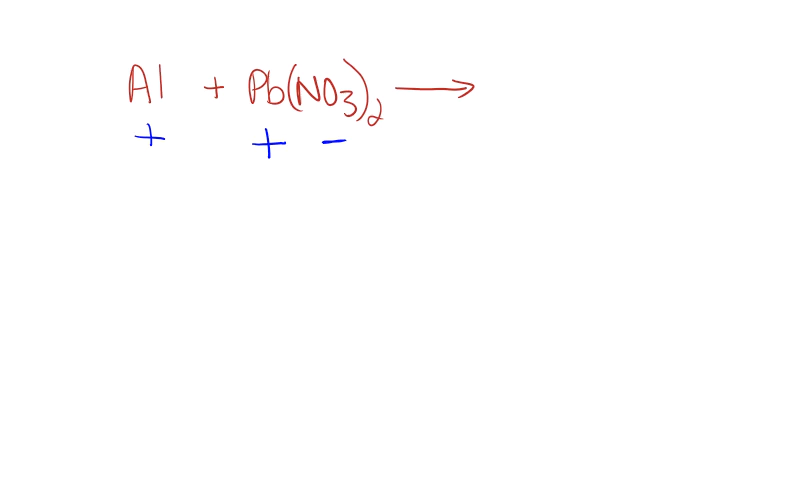 Al + Pb(NO3)2 ⟶
+ + −